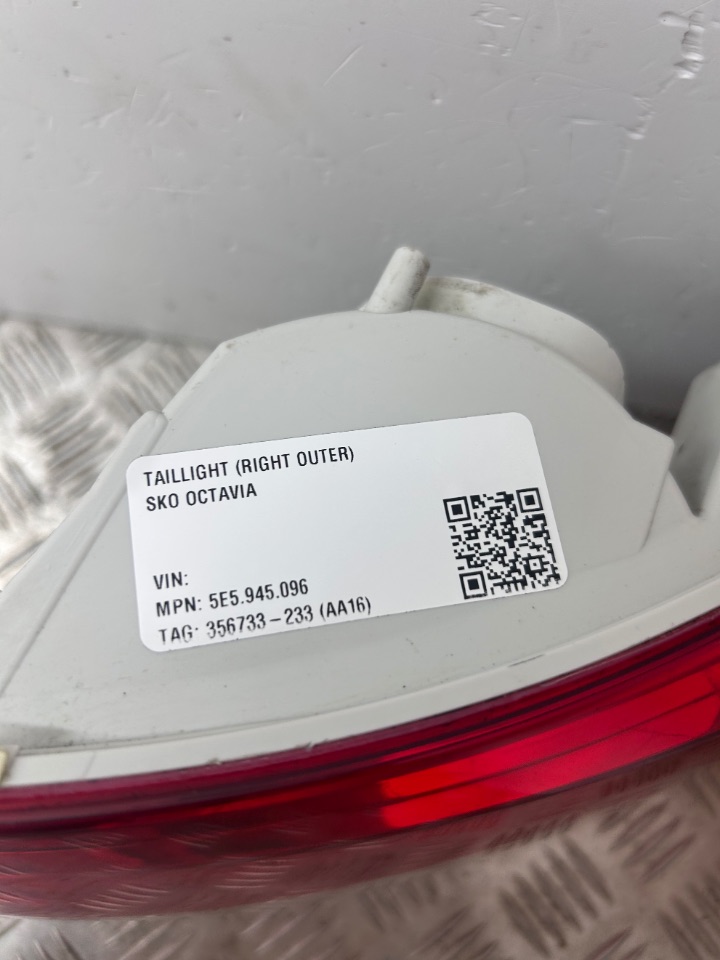 TAILLIGHT (RIGHT OUTER)
SKO OCTAVIA
VIN:
MPN: 5E5.945.096
TAG: 356733-233 (AA16)